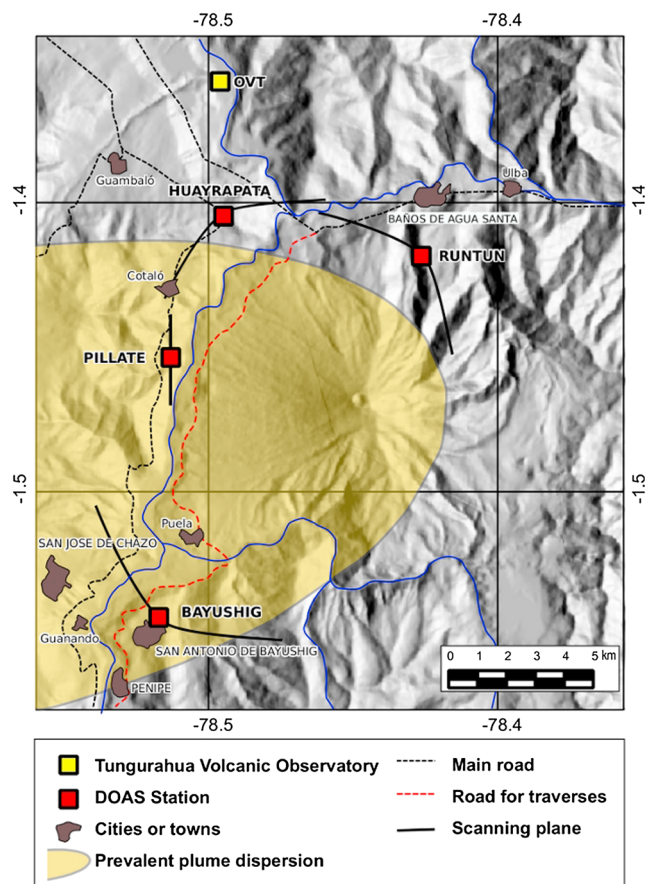 -78.5 -78.4
OVT
Guambaló
Ulba
HUAYRAPATA
-1.4 -1.4
BAÑOS DE AGUA SANTA
RUNTUN
Cotaló
PILLATE
-1.5 -1.5
Puela
SAN JOSE DE CHAZO
BAYUSHIG
Guanando
SAN ANTONIO DE BAYUSHIG
0 1 2 3 4 5 km
PENIPE
-78.5 -78.4
Tungurahua Volcanic Observatory
DOAS Station
Cities or towns
Prevalent plume dispersion
Main road
Road for traverses
Scanning plane